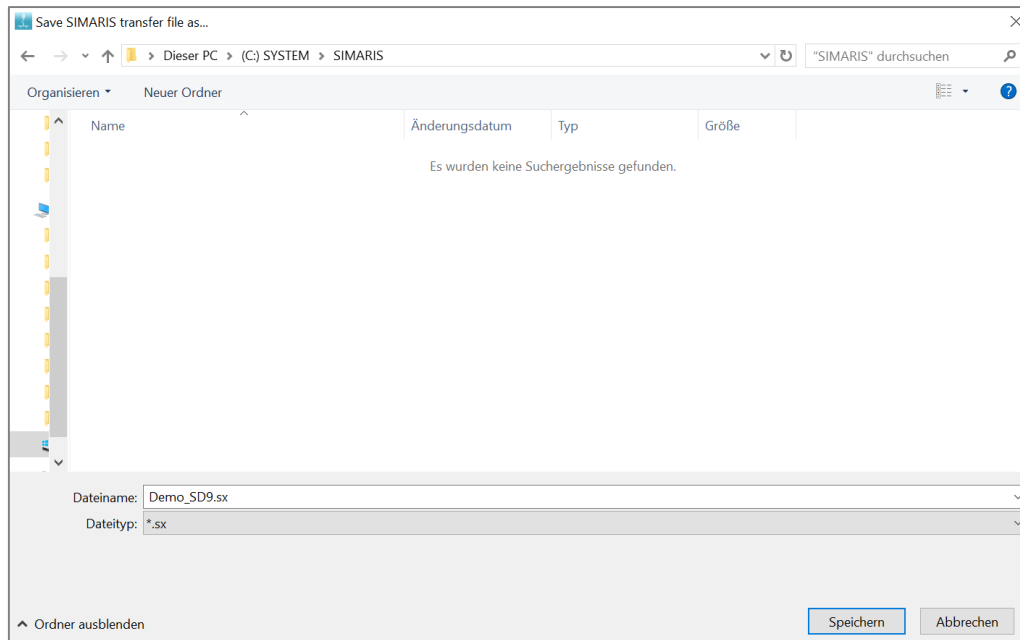 Save SIMARIS transfer file as...
Dieser PC > (C:) SYSTEM > SIMARIS
"SIMARIS" durchsuchen
Organisieren Neuer Ordner ?
Name Änderungsdatum Typ Größe
Es wurden keine Suchergebnisse gefunden.
Dateiname: Demo_SD9.sx
Dateityp: *.sx
Ordner ausblenden Speichern Abbrechen